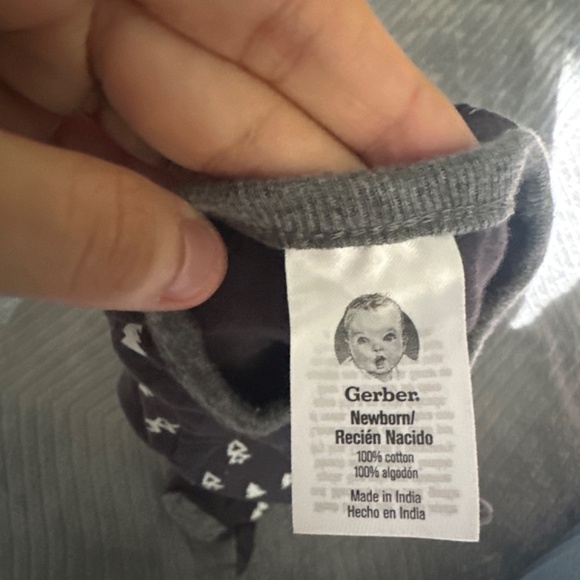 Gerber.
Newborn/
Recién Nacido
100% cotton
100% algodón
Made in India
Hecho en India